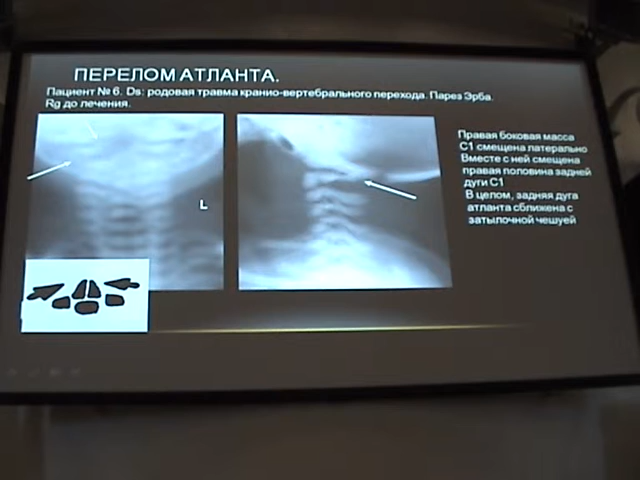 ПЕРЕЛОМ АТЛАНТА.
Пациент № 6. Ds: родовая травма кранио-вертебрального перехода. Парез Эрба.
Rg до лечения.
L
Правая боковая масса
С1 смещена латерально
Вместе с ней смещена
правая половина задней
дуги С1
В целом, задняя дуга
атланта сближена с
затылочной чешуей